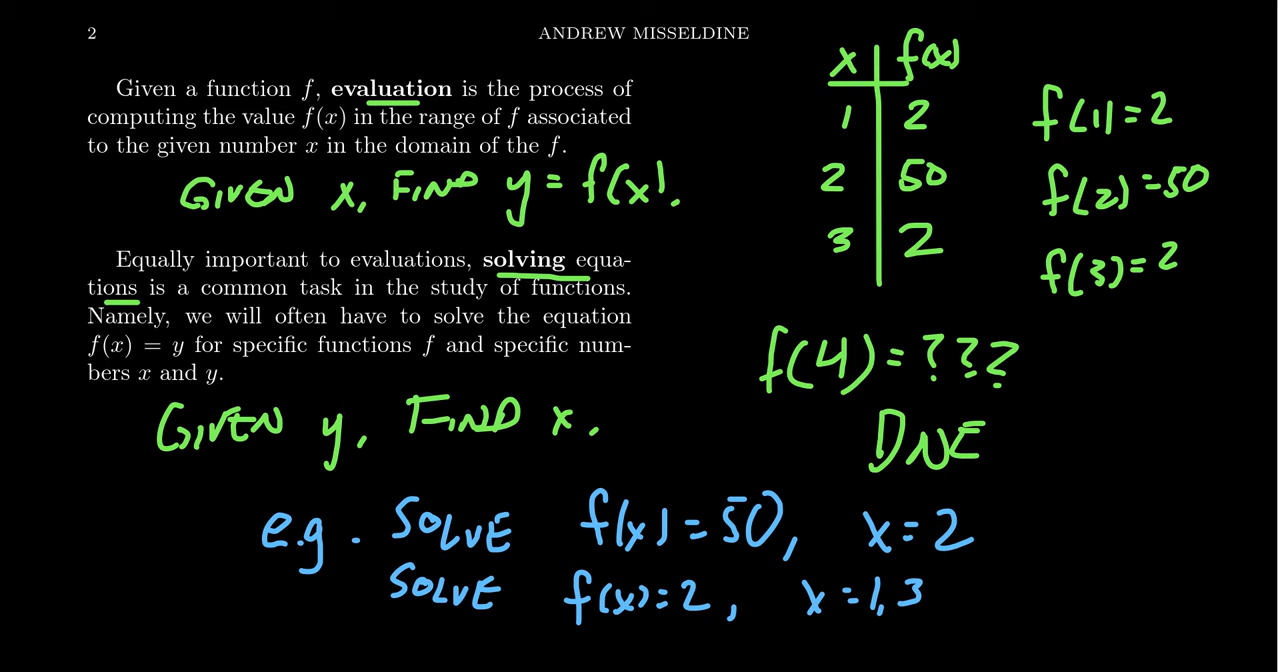 2 ANDREW MISSELDINE
Given a function f, evaluation is the process of
computing the value f(x) in the range of f associated
to the given number x in the domain of the f.
GIVEN x, FIND y = f(x).
Equally important to evaluations, solving equa-
tions is a common task in the study of functions.
Namely, we will often have to solve the equation
f(x) = y for specific functions f and specific num-
bers x and y.
GIVEN y, FIND x.
x f(x)
1 2
2 50
3 2
f(1)=2
f(2)=50
f(3)=2
f(4)=???
DNE
e.g. SOLVE f(x)=50, x=2
SOLVE f(x)=2, x=1,3